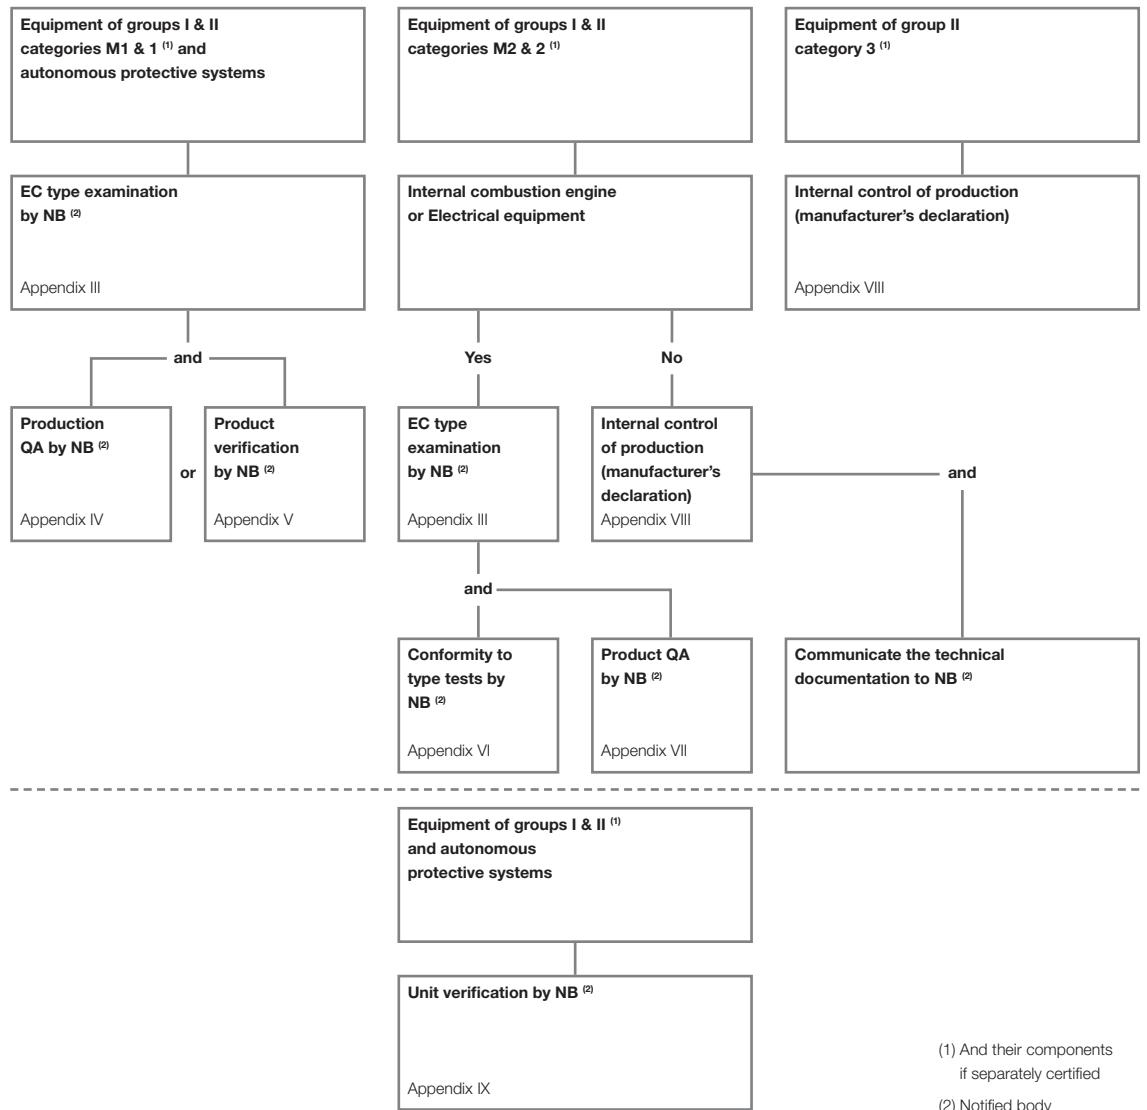 Equipment of groups I & II
categories M1 & 1 (1) and
autonomous protective systems
Equipment of groups I & II
categories M2 & 2 (1)
Equipment of group II
category 3 (1)
EC type examination
by NB (2)
Appendix III
Internal combustion engine
or Electrical equipment
Internal control of production
(manufacturer's declaration)
Appendix VIII
and
Yes
No
Production
QA by NB (2)
Appendix IV
or
Product
verification
by NB (2)
Appendix V
EC type
examination
by NB (2)
Appendix III
Internal control
of production
(manufacturer's
declaration)
Appendix VIII
and
and
Conformity to
type tests by
NB (2)
Appendix VI
Product QA
by NB (2)
Appendix VII
Communicate the technical
documentation to NB (2)
Equipment of groups I & II (1)
and autonomous
protective systems
Unit verification by NB (2)
Appendix IX
(1) And their components
if separately certified
(2) Notified body